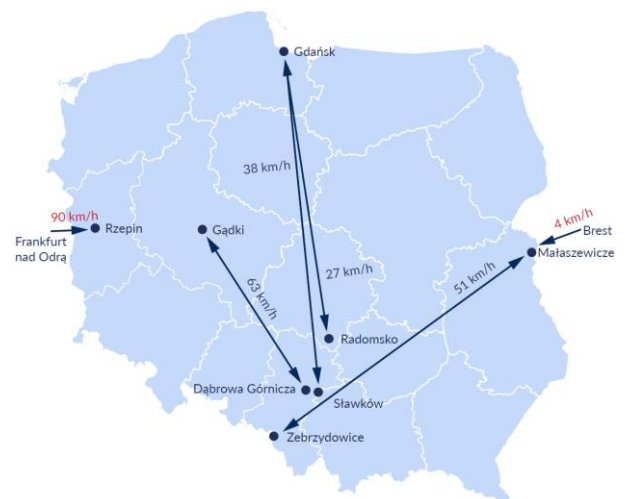 Gdańsk
38 km/h
90 km/h
Rzepin
Frankfurt
nad Odrą
Gądki
4 km/h
Brest
Małaszewicze
63 km/h
27 km/h
51 km/h
Radomsko
Dąbrowa Górnicza
Sławków
Zebrzydowice